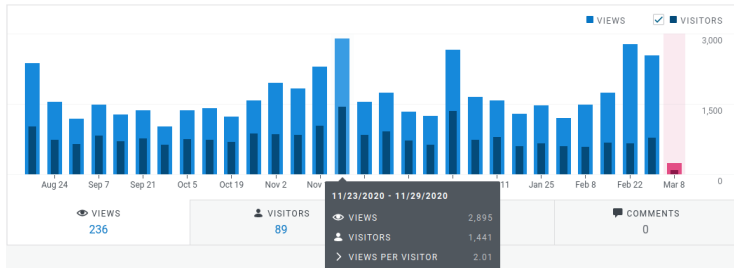 VIEWS VISITORS
3,000
1,500
0
Aug 24 Sep 7 Sep 21 Oct 5 Oct 19 Nov 2 Nov 11 Jan 25 Feb 8 Feb 22 Mar 8
11/23/2020 - 11/29/2020
VIEWS 2,895
VISITORS 1,441
VIEWS PER VISITOR 2.01
VIEWS
236
VISITORS
89
COMMENTS
0